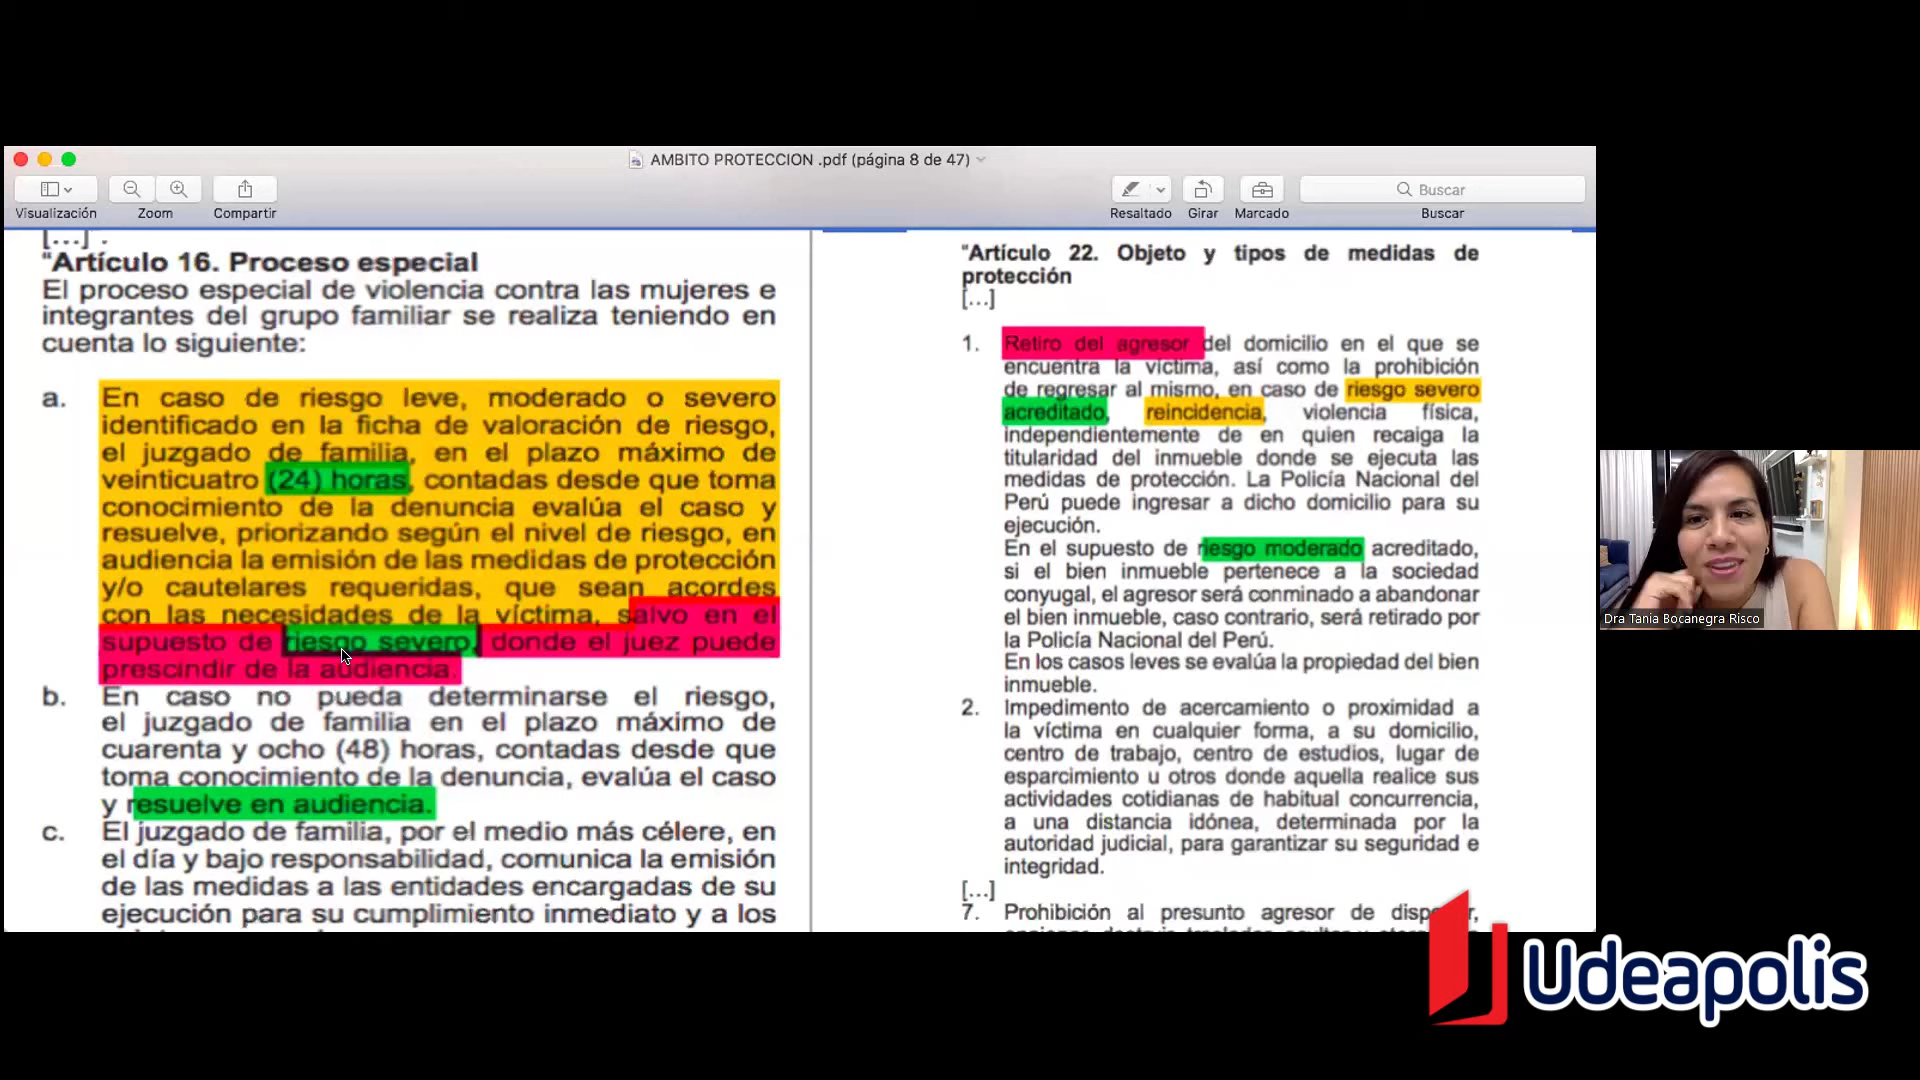 AMBITO PROTECCION .pdf (página 8 de 47)
Visualización
Zoom
Compartir
Resaltado
Girar
Marcado
Buscar
Buscar
[...]".
"Artículo 16. Proceso especial
El proceso especial de violencia contra las mujeres e
integrantes del grupo familiar se realiza teniendo en
cuenta lo siguiente:
a. En caso de riesgo leve, moderado o severo
identificado en la ficha de valoración de riesgo,
el juzgado de familia, en el plazo máximo de
veinticuatro (24) horas, contadas desde que toma
conocimiento de la denuncia evalúa el caso y
resuelve, priorizando según el nivel de riesgo, en
audiencia la emisión de las medidas de protección
y/o cautelares requeridas, que sean acordes
con las necesidades de la víctima, salvo en el
supuesto de riesgo severo, donde el juez puede
prescindir de la audiencia.
b. En caso no pueda determinarse el riesgo,
el juzgado de familia en el plazo máximo de
cuarenta y ocho (48) horas, contadas desde que
toma conocimiento de la denuncia, evalúa el caso
y resuelve en audiencia.
c. El juzgado de familia, por el medio más célere, en
el día y bajo responsabilidad, comunica la emisión
de las medidas a las entidades encargadas de su
ejecución para su cumplimiento inmediato y a los
"Artículo 22. Objeto y tipos de medidas de
protección
[...]
1. Retiro del agresor del domicilio en el que se
encuentra la víctima, así como la prohibición
de regresar al mismo, en caso de riesgo severo
acreditado, reincidencia, violencia física,
independientemente de en quien recaiga la
titularidad del inmueble donde se ejecuta las
medidas de protección. La Policía Nacional del
Perú puede ingresar a dicho domicilio para su
ejecución.
En el supuesto de riesgo moderado acreditado,
si el bien inmueble pertenece a la sociedad
conyugal, el agresor será conminado a abandonar
el bien inmueble, caso contrario, será retirado por
la Policía Nacional del Perú.
En los casos leves se evalúa la propiedad del bien
inmueble.
2. Impedimento de acercamiento o proximidad a
la víctima en cualquier forma, a su domicilio,
centro de trabajo, centro de estudios, lugar de
esparcimiento u otros donde aquella realice sus
actividades cotidianas de habitual concurrencia,
a una distancia idónea, determinada por la
autoridad judicial, para garantizar su seguridad e
integridad.
[...]
7. Prohibición al presunto agresor de
Dra Tania Bocanegra Risco
Udeapolis